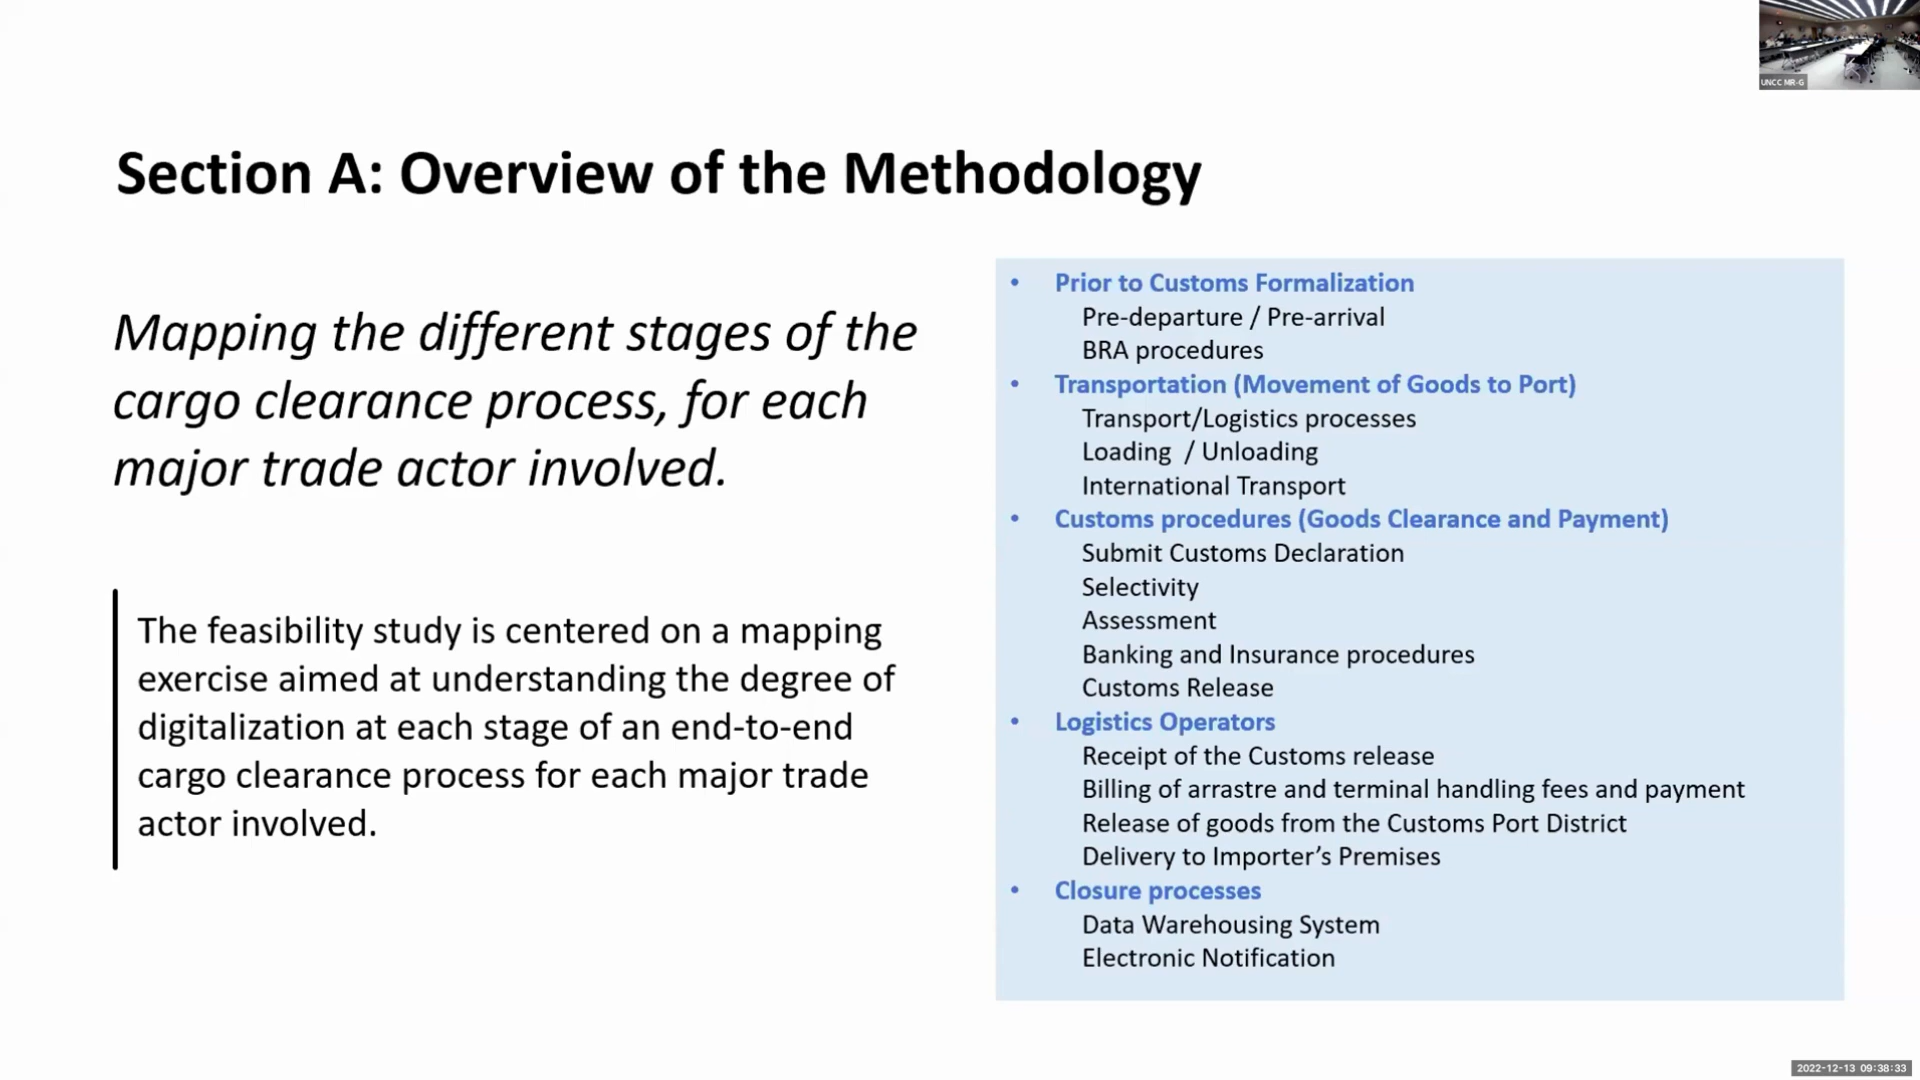 UNCC MR-G
Section A: Overview of the Methodology
Mapping the different stages of the
cargo clearance process, for each
major trade actor involved.
The feasibility study is centered on a mapping
exercise aimed at understanding the degree of
digitalization at each stage of an end-to-end
cargo clearance process for each major trade
actor involved.
• Prior to Customs Formalization
Pre-departure / Pre-arrival
BRA procedures
• Transportation (Movement of Goods to Port)
Transport/Logistics processes
Loading / Unloading
International Transport
• Customs procedures (Goods Clearance and Payment)
Submit Customs Declaration
Selectivity
Assessment
Banking and Insurance procedures
Customs Release
• Logistics Operators
Receipt of the Customs release
Billing of arrastre and terminal handling fees and payment
Release of goods from the Customs Port District
Delivery to Importer’s Premises
• Closure processes
Data Warehousing System
Electronic Notification
2022-12-13 09:38:33